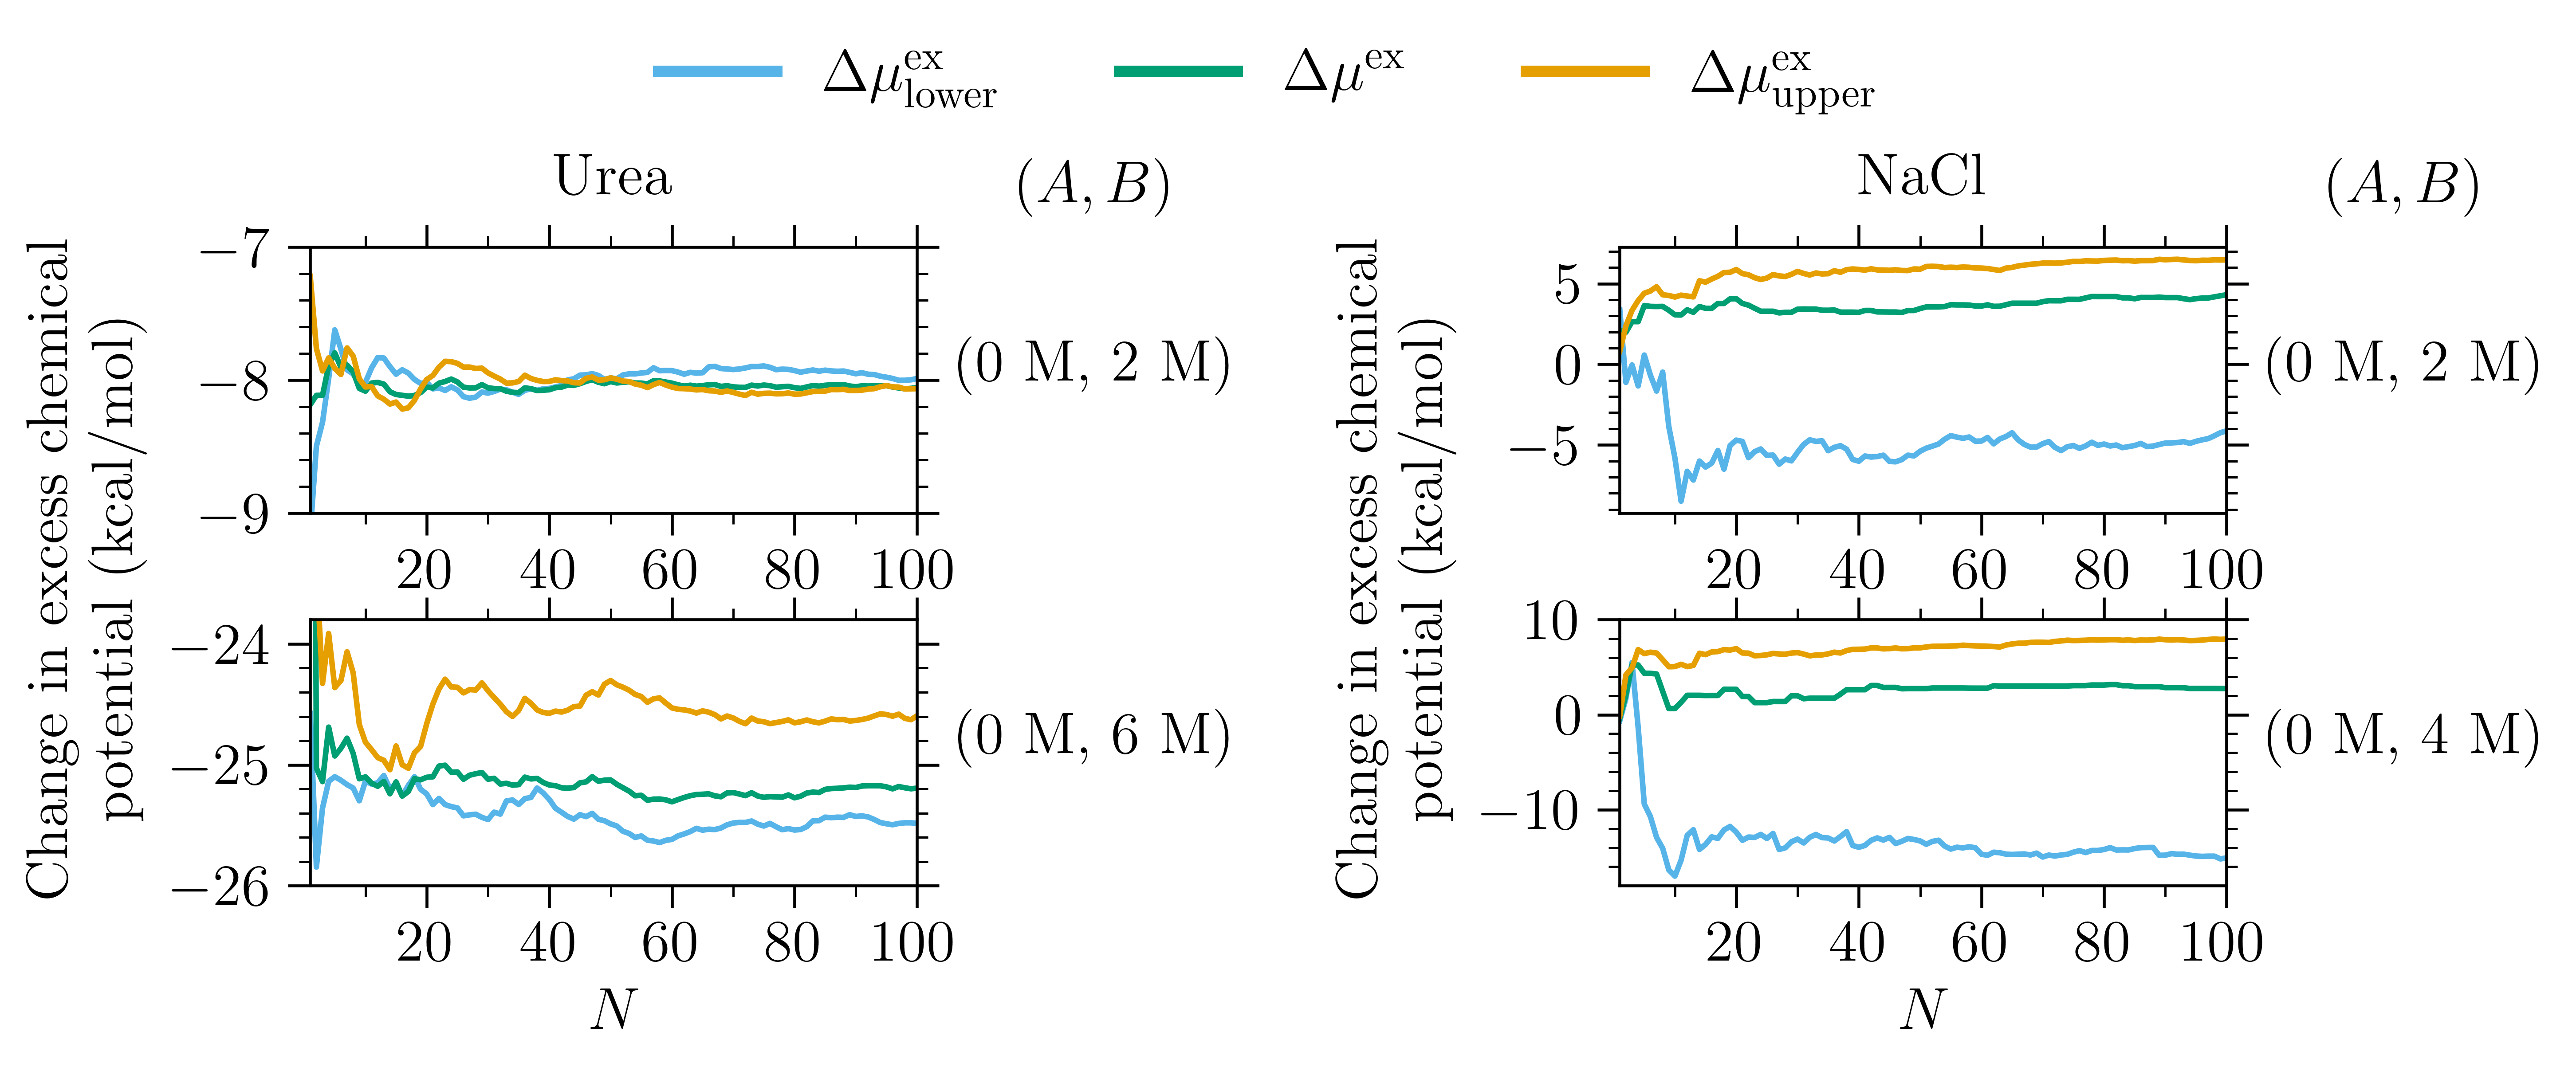 Δμ^ex_lower Δμ^ex Δμ^ex_upper
Urea (A, B)
−7
−8
−9
20 40 60 80 100
(0 M, 2 M)
−24
−25
−26
20 40 60 80 100
(0 M, 6 M)
N
Change in excess chemical
potential (kcal/mol)
NaCl (A, B)
5
0
−5
20 40 60 80 100
(0 M, 2 M)
10
0
−10
20 40 60 80 100
(0 M, 4 M)
N
Change in excess chemical
potential (kcal/mol)